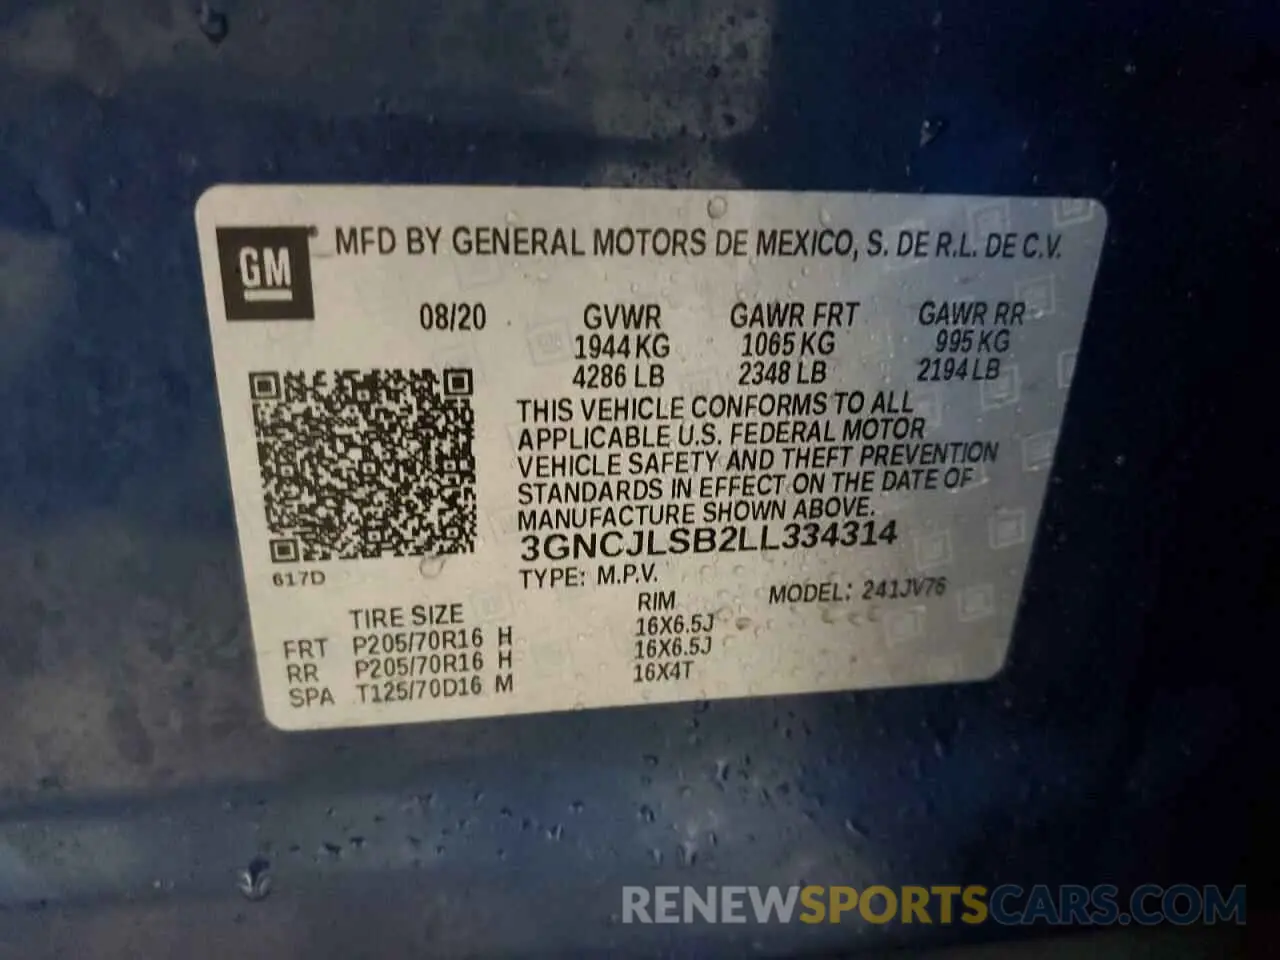 GM ® MFD BY GENERAL MOTORS DE MEXICO, S. DE R.L. DE C.V.
08/20 GVWR GAWR FRT GAWR RR
1944 KG 1065 KG 995 KG
4286 LB 2348 LB 2194 LB
THIS VEHICLE CONFORMS TO ALL
APPLICABLE U.S. FEDERAL MOTOR
VEHICLE SAFETY AND THEFT PREVENTION
STANDARDS IN EFFECT ON THE DATE OF
MANUFACTURE SHOWN ABOVE.
3GNCJLSB2LL334314
617D
TYPE: M.P.V. MODEL: 241JV76
TIRE SIZE RIM
FRT P205/70R16 H 16X6.5J
RR P205/70R16 H 16X6.5J
SPA T125/70D16 M 16X4T
RENEWSPORTSCARS.COM